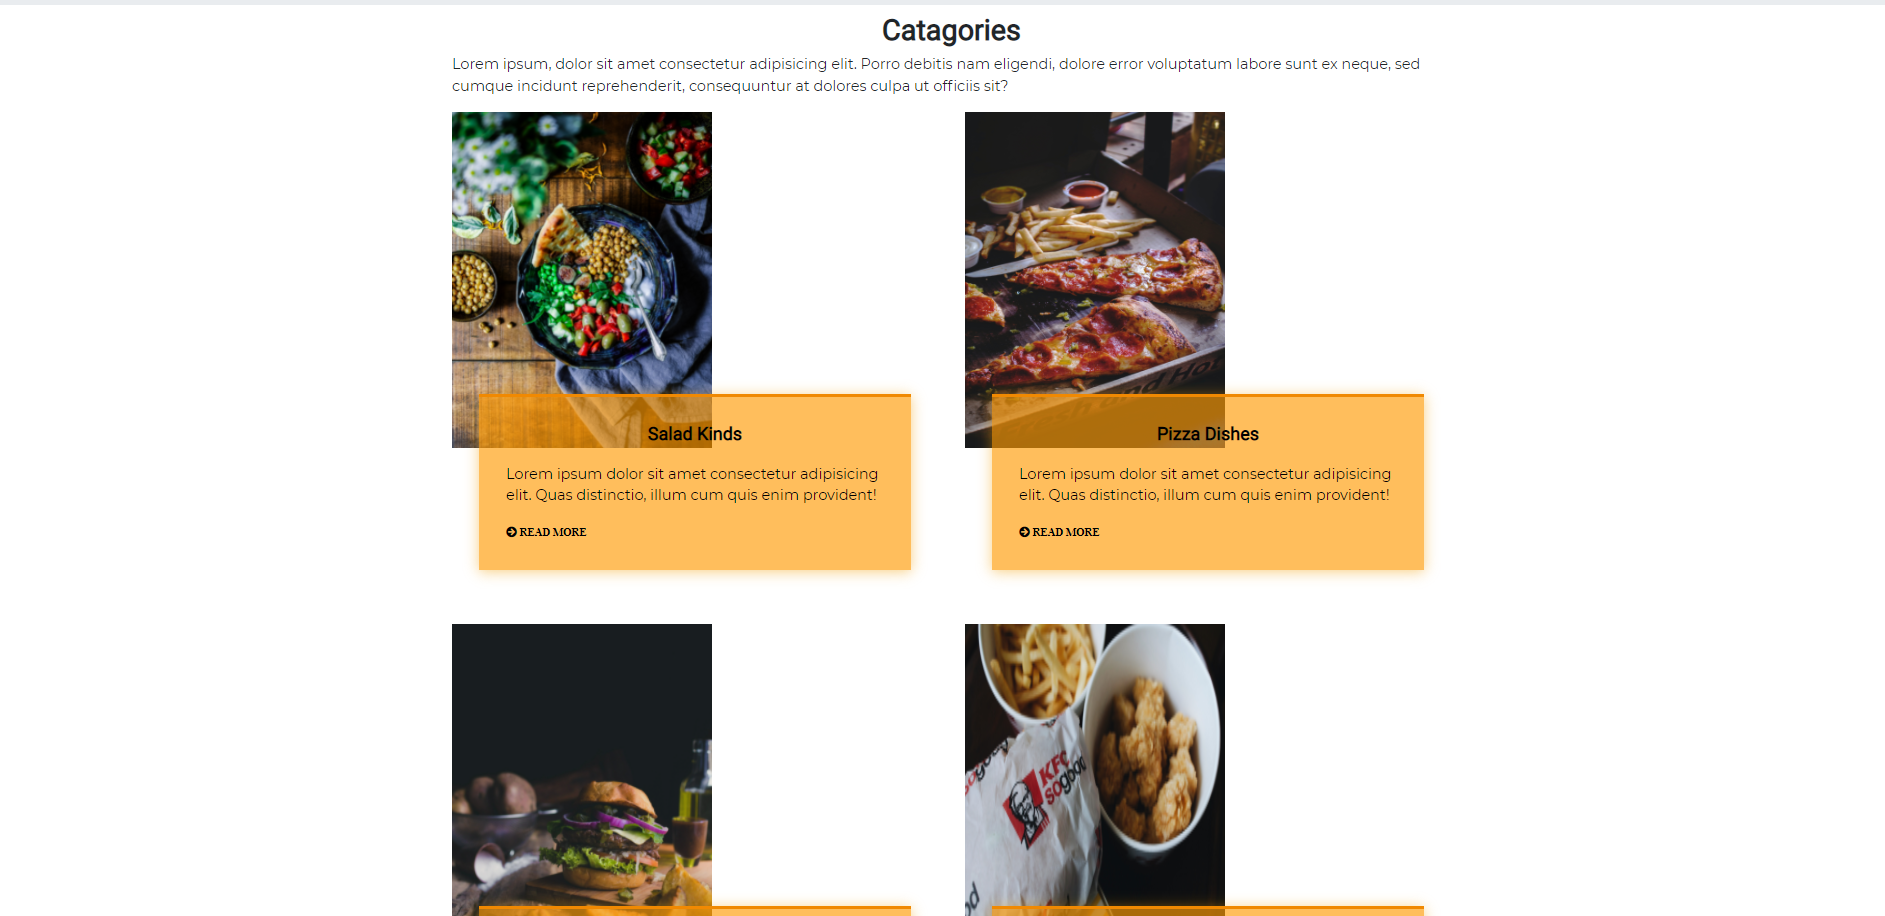 Catagories
Lorem ipsum, dolor sit amet consectetur adipisicing elit. Porro debitis nam eligendi, dolore error voluptatum labore sunt ex neque, sed
cumque incidunt reprehenderit, consequuntur at dolores culpa ut officiis sit?
Salad Kinds
Lorem ipsum dolor sit amet consectetur adipisicing
elit. Quas distinctio, illum cum quis enim provident!
READ MORE
Pizza Dishes
Lorem ipsum dolor sit amet consectetur adipisicing
elit. Quas distinctio, illum cum quis enim provident!
READ MORE
KFC
sogood